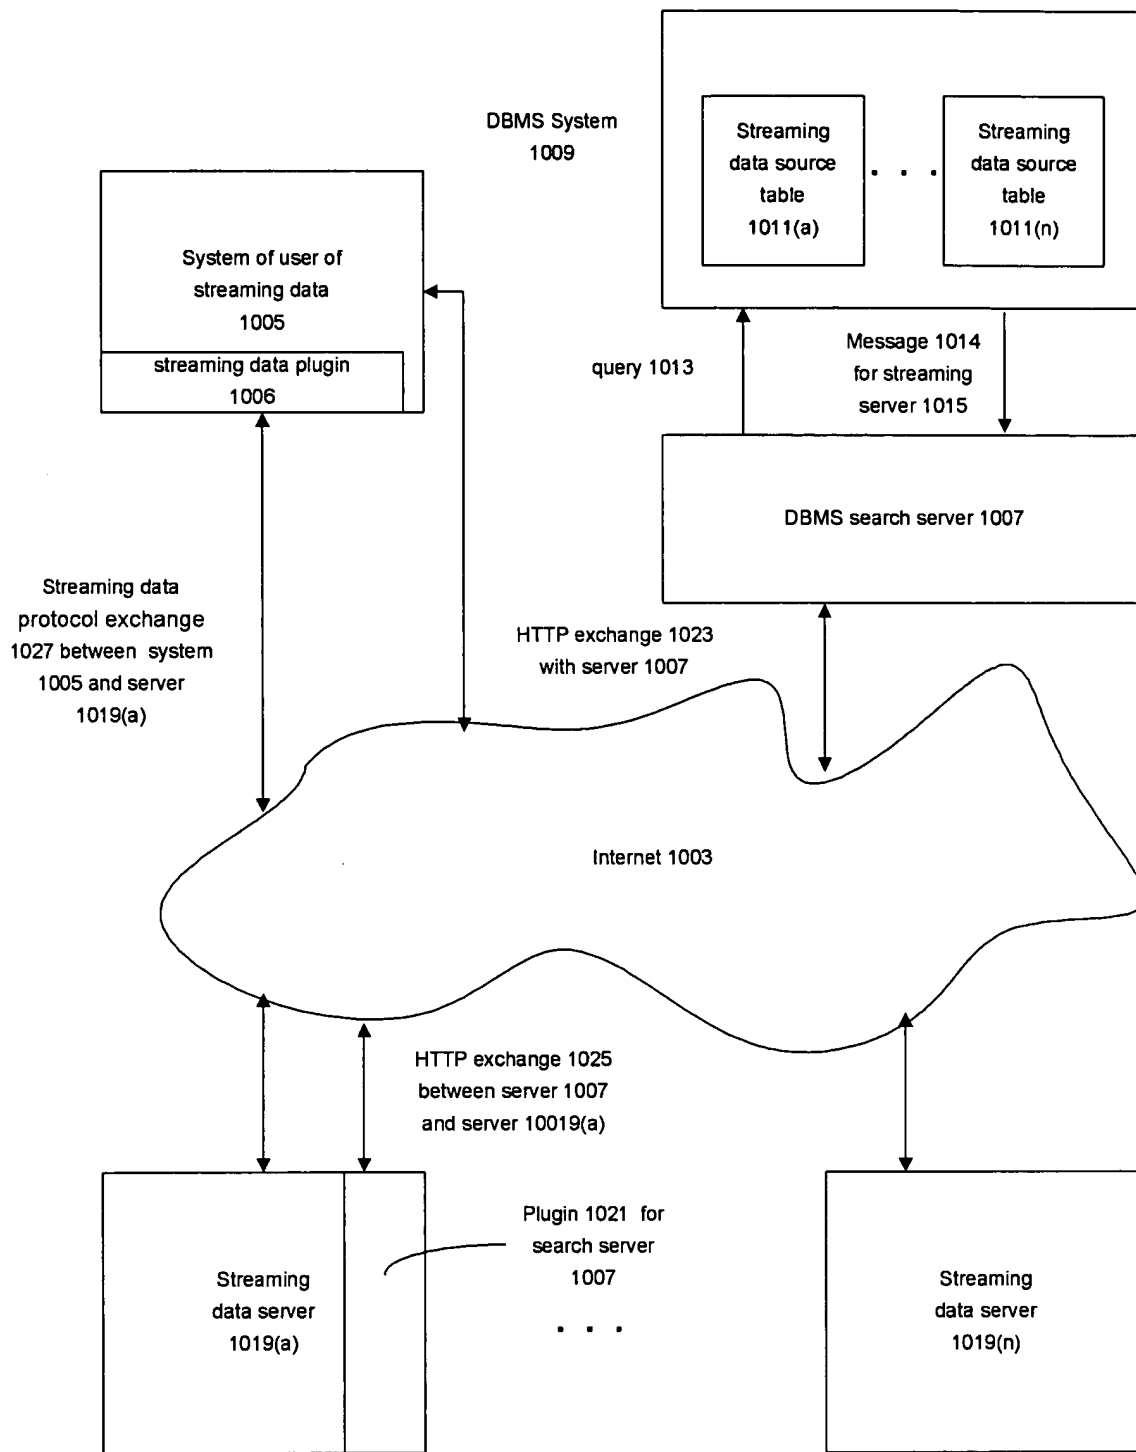 DBMS System
1009
Streaming
data source
table
1011(a)
. . .
Streaming
data source
table
1011(n)
System of user of
streaming data
1005
streaming data plugin
1006
query 1013
Message 1014
for streaming
server 1015
DBMS search server 1007
Streaming data
protocol exchange
1027 between system
1005 and server
1019(a)
HTTP exchange 1023
with server 1007
Internet 1003
HTTP exchange 1025
between server 1007
and server 10019(a)
Plugin 1021 for
search server
1007
Streaming
data server
1019(a)
. . .
Streaming
data server
1019(n)